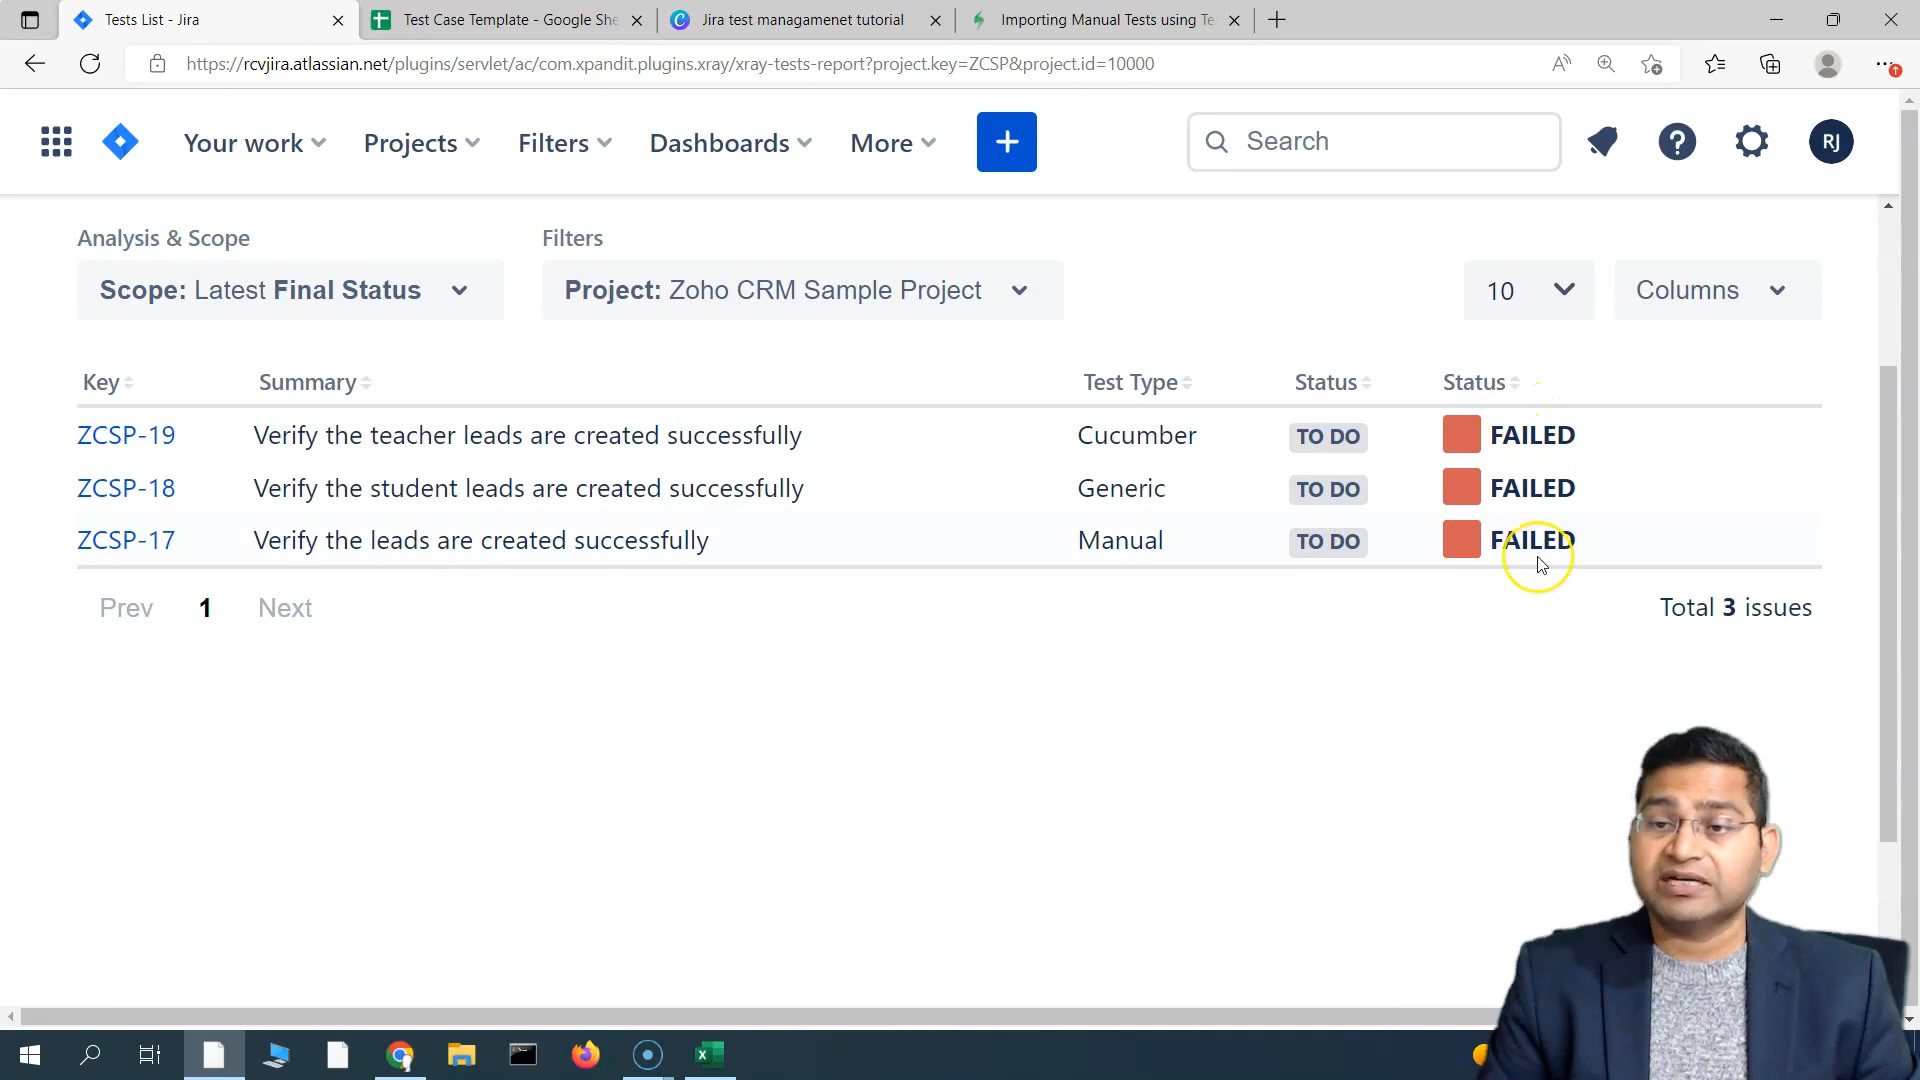 Tests List - Jira
Test Case Template - Google She
Jira test managamenet tutorial
Importing Manual Tests using Te
https://rcvjira.atlassian.net/plugins/servlet/ac/com.xpandit.plugins.xray/xray-tests-report?project.key=ZCSP&project.id=10000
Your work Projects Filters Dashboards More + Search RJ
Analysis & Scope Filters
Scope: Latest Final Status Project: Zoho CRM Sample Project 10 Columns
Key Summary Test Type Status Status
ZCSP-19 Verify the teacher leads are created successfully Cucumber TO DO FAILED
ZCSP-18 Verify the student leads are created successfully Generic TO DO FAILED
ZCSP-17 Verify the leads are created successfully Manual TO DO FAILED
Prev 1 Next Total 3 issues